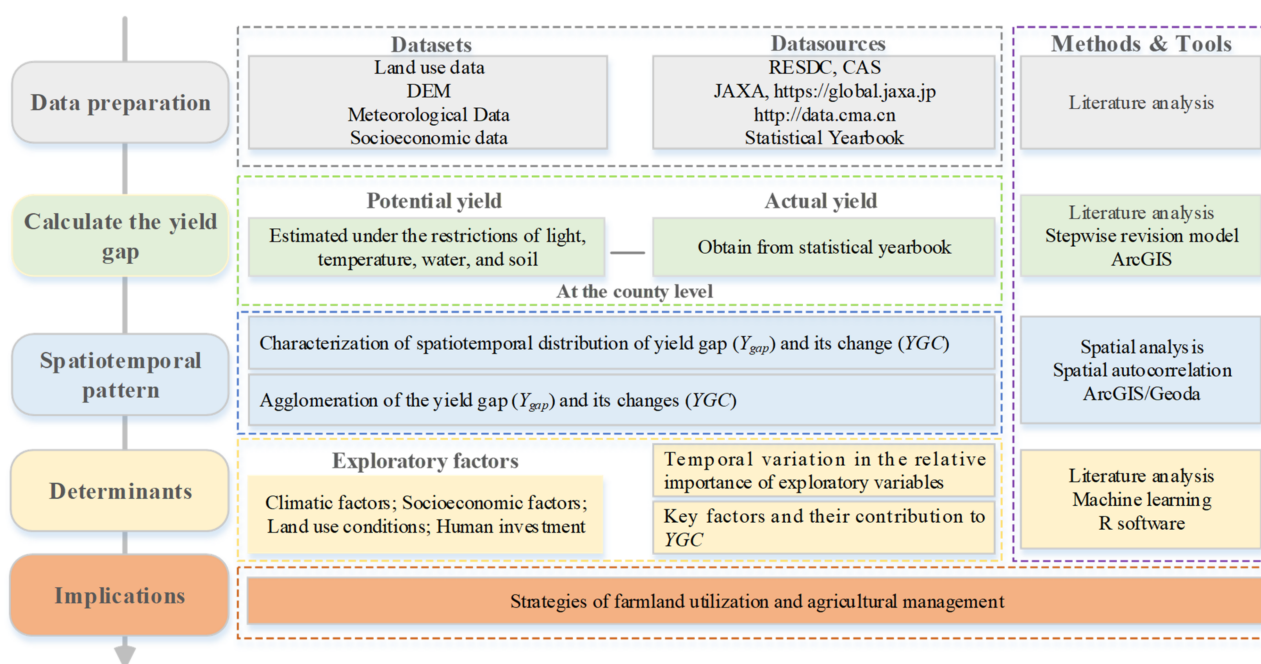 Datasets
Datasources
Methods & Tools
Data preparation
Land use data
DEM
Meteorological Data
Socioeconomic data
RESDC, CAS
JAXA, https://global.jaxa.jp
http://data.cma.cn
Statistical Yearbook
Literature analysis
Calculate the yield
gap
Potential yield
Estimated under the restrictions of light,
temperature, water, and soil
Actual yield
Obtain from statistical yearbook
At the county level
Literature analysis
Stepwise revision model
ArcGIS
Spatiotemporal
pattern
Characterization of spatiotemporal distribution of yield gap (Ygap) and its change (YGC)
Agglomeration of the yield gap (Ygap) and its changes (YGC)
Spatial analysis
Spatial autocorrelation
ArcGIS/Geoda
Determinants
Exploratory factors
Climatic factors; Socioeconomic factors;
Land use conditions; Human investment
Temporal variation in the relative
importance of exploratory variables
Key factors and their contribution to
YGC
Literature analysis
Machine learning
R software
Implications
Strategies of farmland utilization and agricultural management